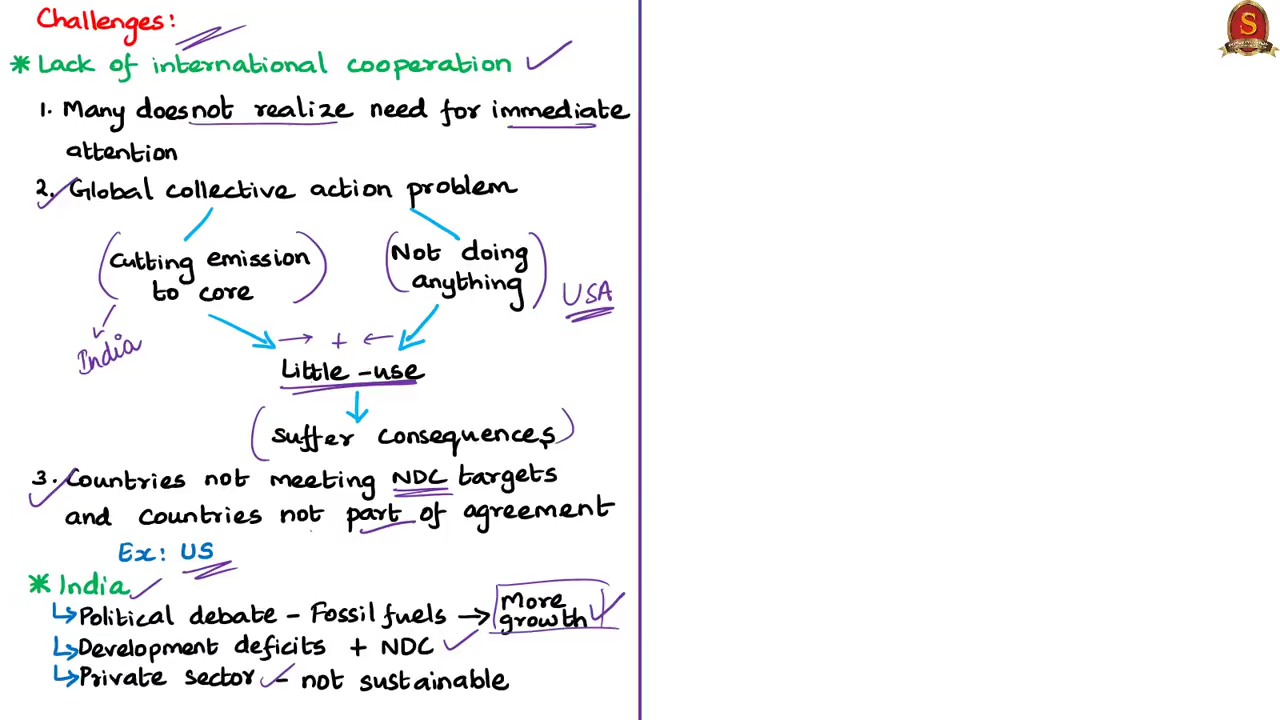 Challenges:
* Lack of international cooperation
1. Many does not realize need for immediate
attention
2. Global collective action problem
Cutting emission
to core
Not doing
anything
USA
India
→ + ←
Little - use
Suffer consequences
3. Countries not meeting NDC targets
and countries not part of agreement
Ex: US
* India
↳ Political debate - Fossil fuels → More
growth
↳ Development deficits + NDC
↳ Private sector - not sustainable
S